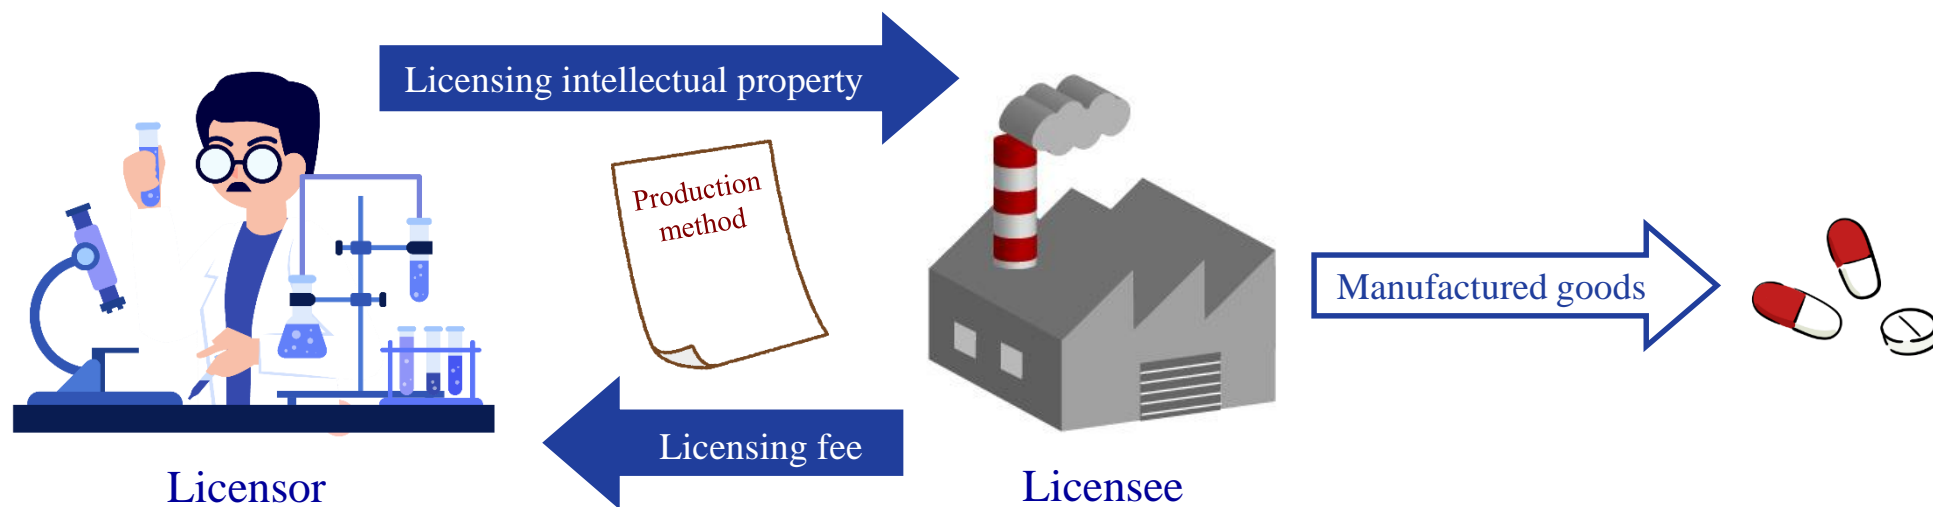 Licensing intellectual property
Production
method
Manufactured goods
Licensing fee
Licensor
Licensee